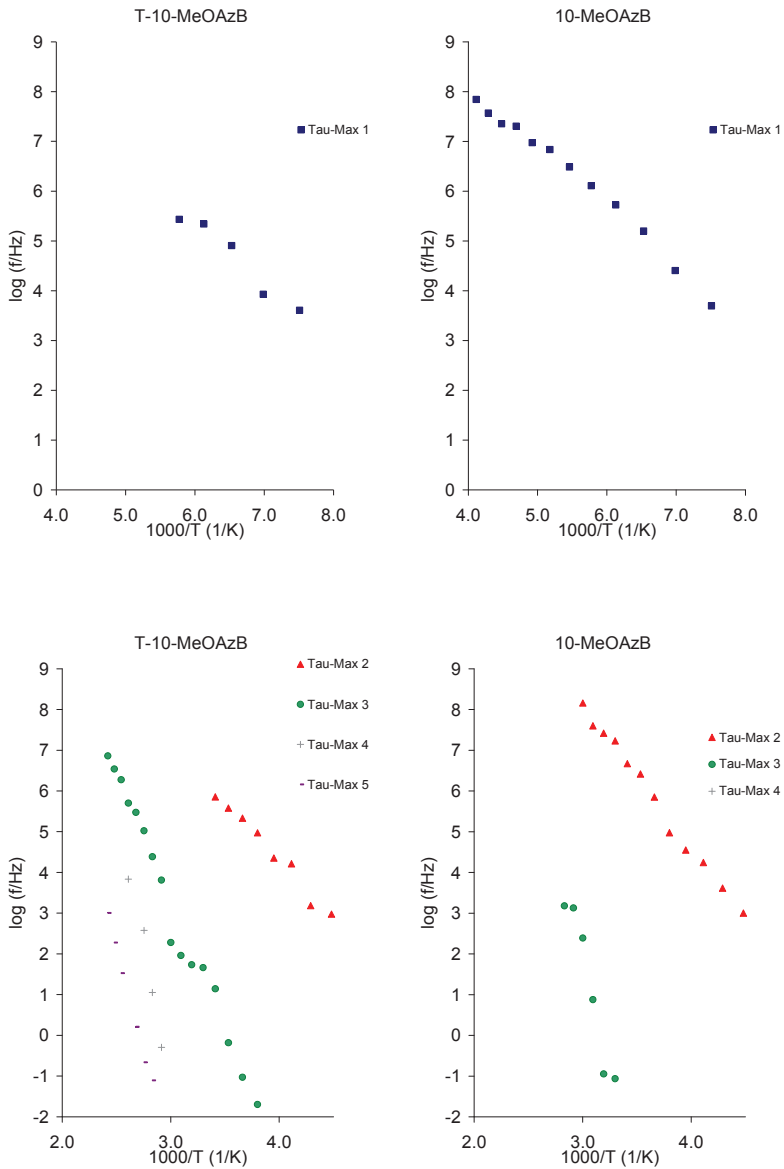 T-10-MeOAzB
9
8
7
6
5
4
3
2
1
0
log (f/Hz)
4.0 5.0 6.0 7.0 8.0
1000/T (1/K)
Tau-Max 1
10-MeOAzB
9
8
7
6
5
4
3
2
1
0
log (f/Hz)
4.0 5.0 6.0 7.0 8.0
1000/T (1/K)
Tau-Max 1
T-10-MeOAzB
9
8
7
6
5
4
3
2
1
0
-1
-2
log (f/Hz)
2.0 3.0 4.0
1000/T (1/K)
Tau-Max 2
Tau-Max 3
Tau-Max 4
Tau-Max 5
10-MeOAzB
9
8
7
6
5
4
3
2
1
0
-1
-2
log (f/Hz)
2.0 3.0 4.0
1000/T (1/K)
Tau-Max 2
Tau-Max 3
Tau-Max 4